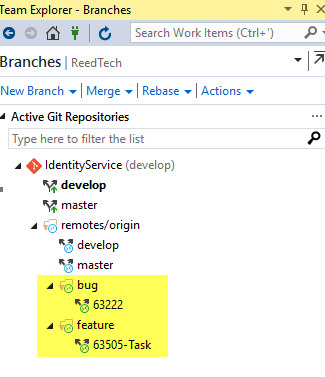 Team Explorer - Branches
Search Work Items (Ctrl+')
Branches | ReedTech
New Branch | Merge | Rebase | Actions
Active Git Repositories
Type here to filter the list
IdentityService (develop)
develop
master
remotes/origin
develop
master
bug
63222
feature
63505-Task